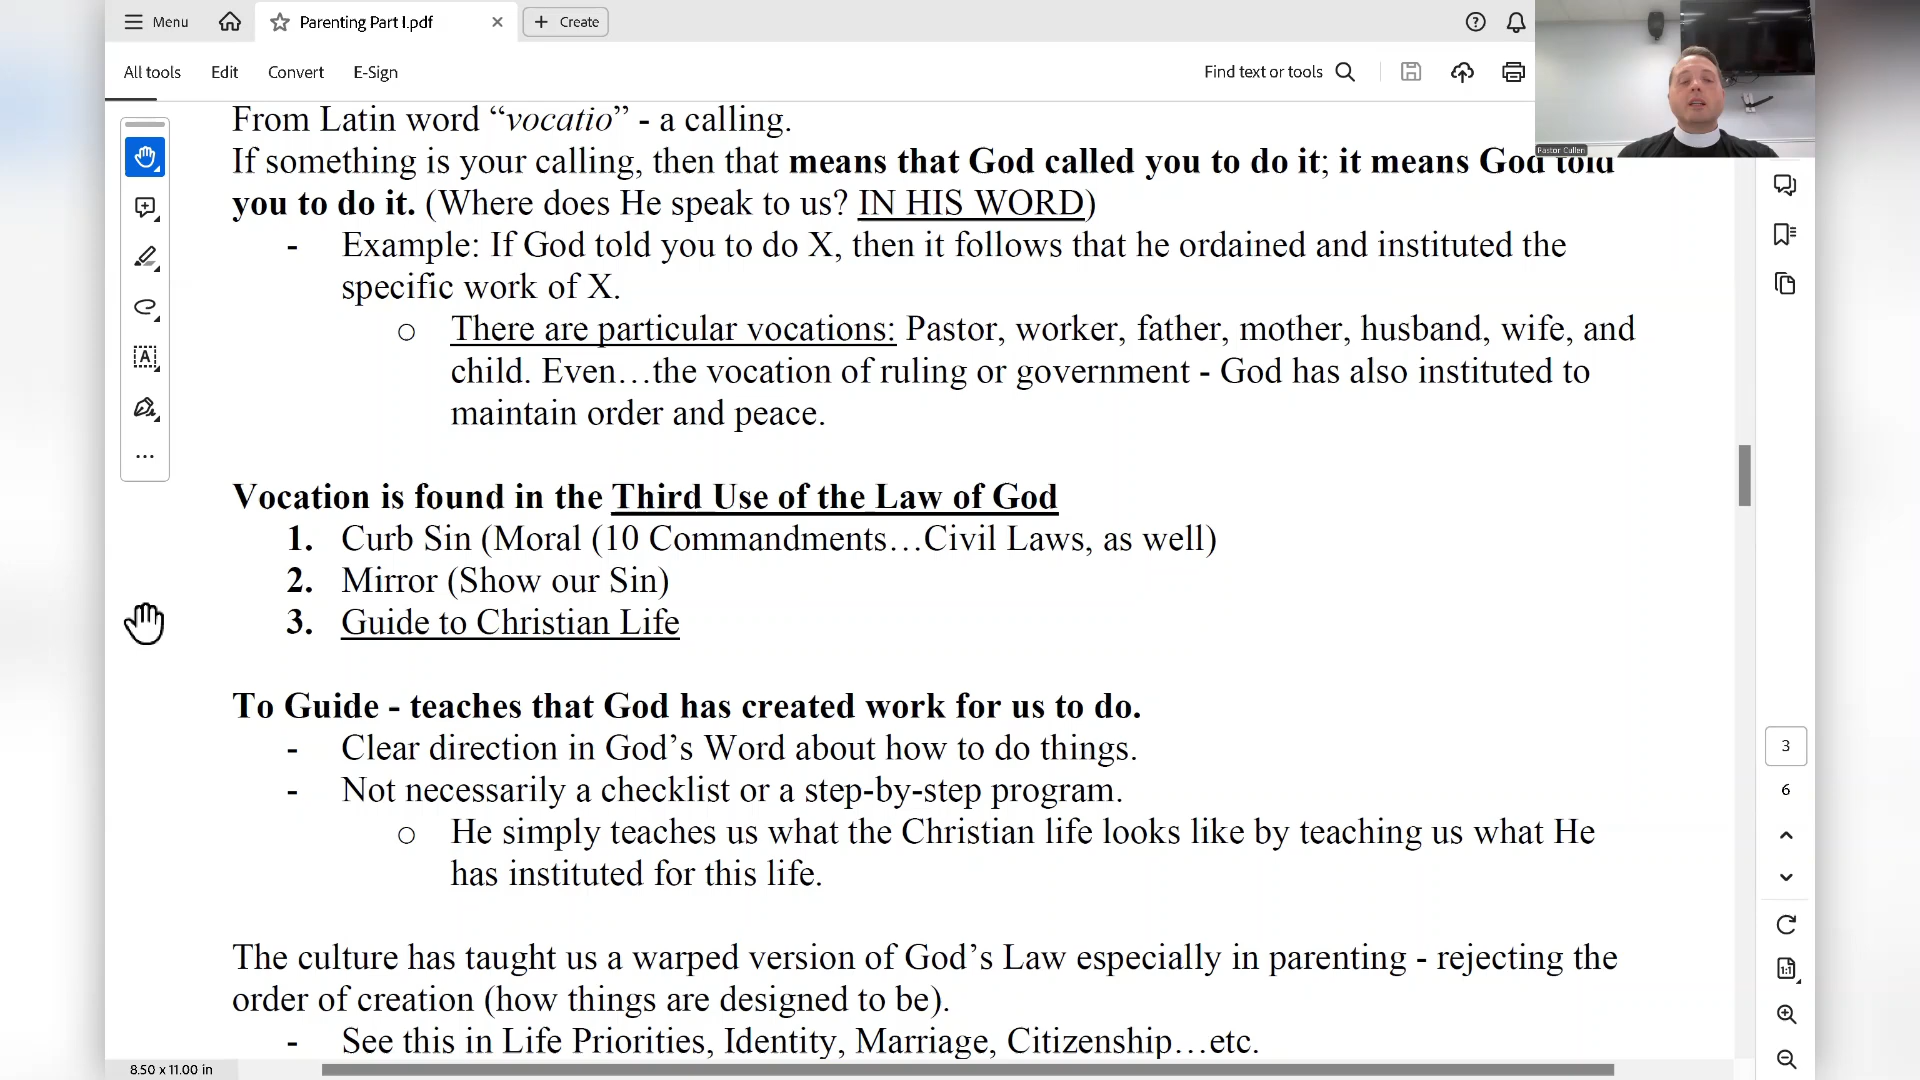 Menu
Parenting Part I.pdf
Create
All tools
Edit
Convert
E-Sign
Find text or tools
Pastor Cullen
From Latin word “vocatio” - a calling.
If something is your calling, then that means that God called you to do it; it means God told
you to do it. (Where does He speak to us? IN HIS WORD)
- Example: If God told you to do X, then it follows that he ordained and instituted the
specific work of X.
○ There are particular vocations: Pastor, worker, father, mother, husband, wife, and
child. Even…the vocation of ruling or government - God has also instituted to
maintain order and peace.
Vocation is found in the Third Use of the Law of God
1. Curb Sin (Moral (10 Commandments…Civil Laws, as well)
2. Mirror (Show our Sin)
3. Guide to Christian Life
To Guide - teaches that God has created work for us to do.
- Clear direction in God’s Word about how to do things.
- Not necessarily a checklist or a step-by-step program.
○ He simply teaches us what the Christian life looks like by teaching us what He
has instituted for this life.
The culture has taught us a warped version of God’s Law especially in parenting - rejecting the
order of creation (how things are designed to be).
- See this in Life Priorities, Identity, Marriage, Citizenship…etc.
3
6
8.50 x 11.00 in